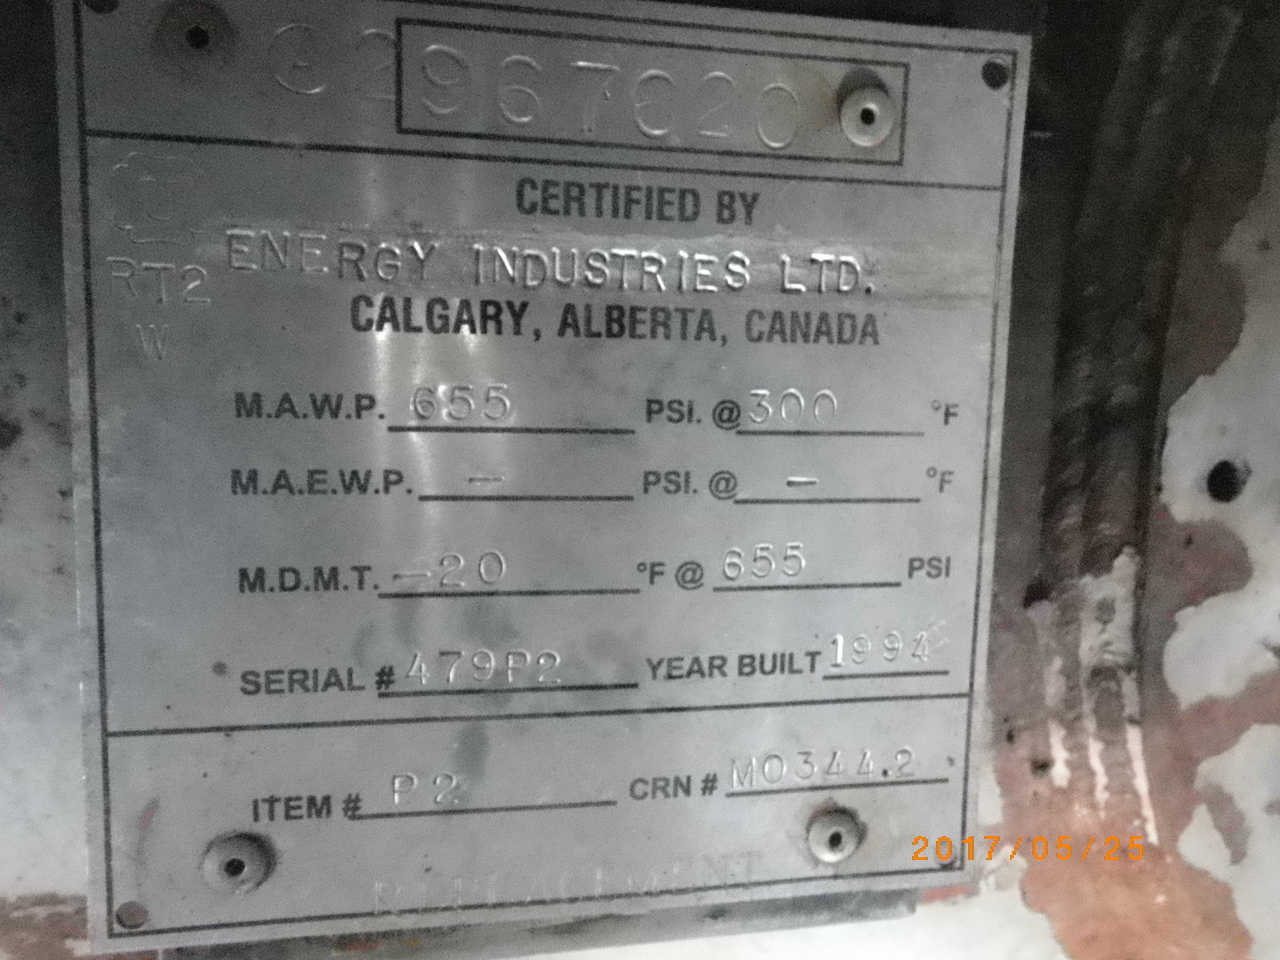 A 2967620
CERTIFIED BY
U
RT2
W
ENERGY INDUSTRIES LTD.
CALGARY, ALBERTA, CANADA
M.A.W.P. 655 PSI. @ 300 °F
M.A.E.W.P. – PSI. @ – °F
M.D.M.T. -20 °F @ 655 PSI
SERIAL # 479P2 YEAR BUILT 1994
ITEM # P2 CRN # M0344.2
REPLACEMENT
2017/05/25